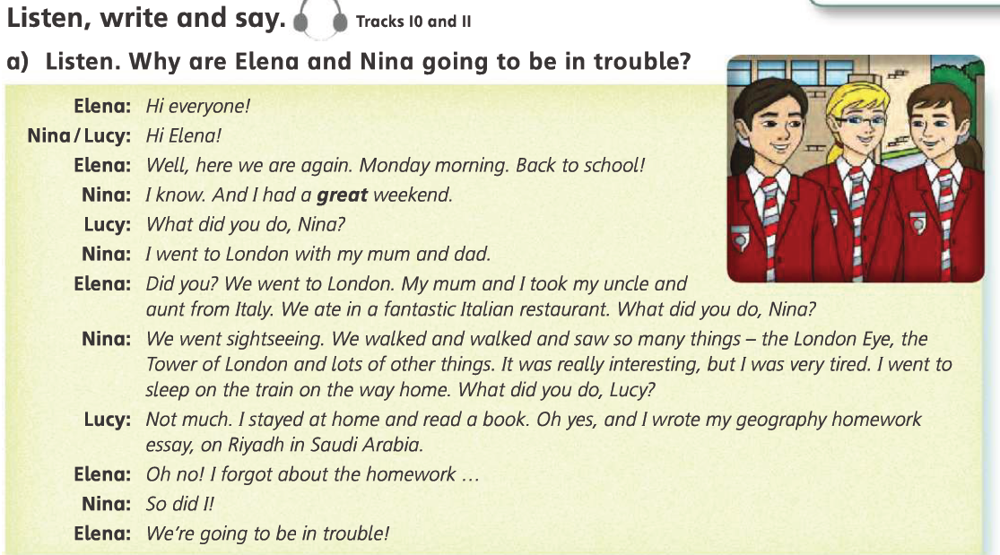 Listen, write and say. Tracks 10 and 11
a) Listen. Why are Elena and Nina going to be in trouble?
Elena: Hi everyone!
Nina / Lucy: Hi Elena!
Elena: Well, here we are again. Monday morning. Back to school!
Nina: I know. And I had a great weekend.
Lucy: What did you do, Nina?
Nina: I went to London with my mum and dad.
Elena: Did you? We went to London. My mum and I took my uncle and
aunt from Italy. We ate in a fantastic Italian restaurant. What did you do, Nina?
Nina: We went sightseeing. We walked and walked and saw so many things – the London Eye, the
Tower of London and lots of other things. It was really interesting, but I was very tired. I went to
sleep on the train on the way home. What did you do, Lucy?
Lucy: Not much. I stayed at home and read a book. Oh yes, and I wrote my geography homework
essay, on Riyadh in Saudi Arabia.
Elena: Oh no! I forgot about the homework …
Nina: So did I!
Elena: We're going to be in trouble!